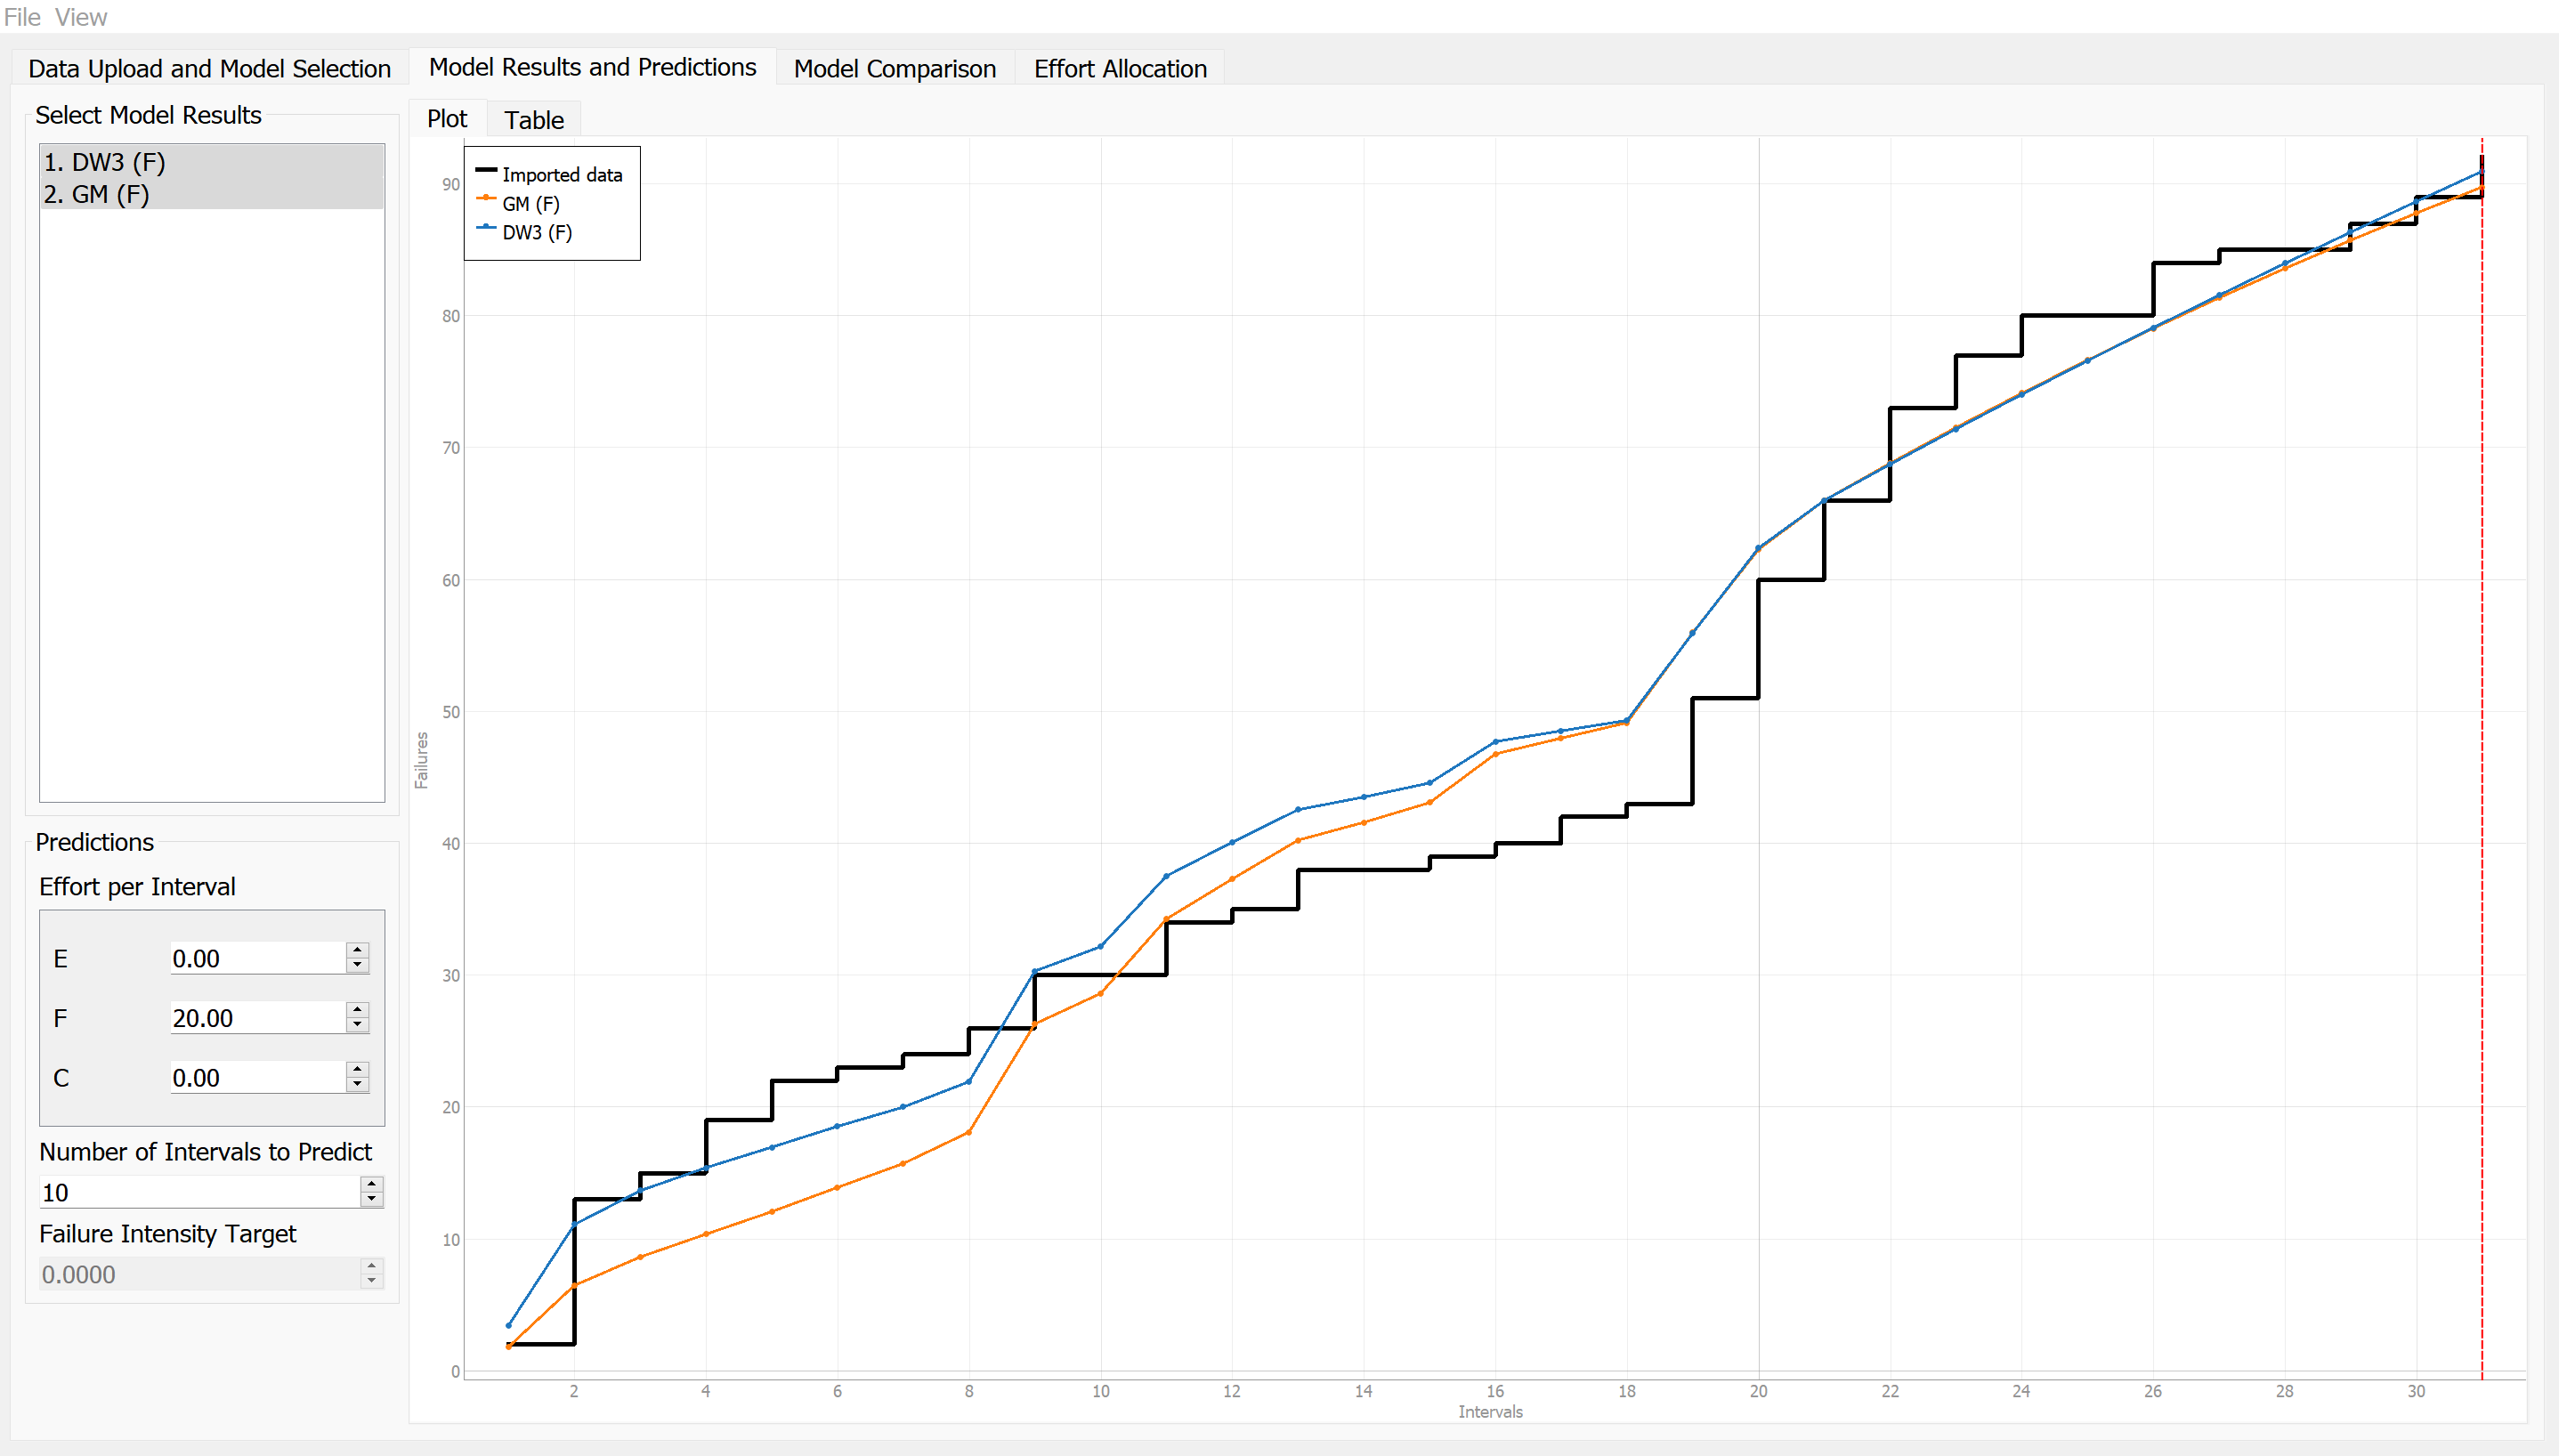 File View
Data Upload and Model Selection Model Results and Predictions Model Comparison Effort Allocation
Select Model Results
1. DW3 (F)
2. GM (F)
Predictions
Effort per Interval
E 0.00
F 20.00
C 0.00
Number of Intervals to Predict
10
Failure Intensity Target
0.0000
Plot Table
Imported data
GM (F)
DW3 (F)
Failures
90
80
70
60
50
40
30
20
10
0
2 4 6 8 10 12 14 16 18 20 22 24 26 28 30
Intervals